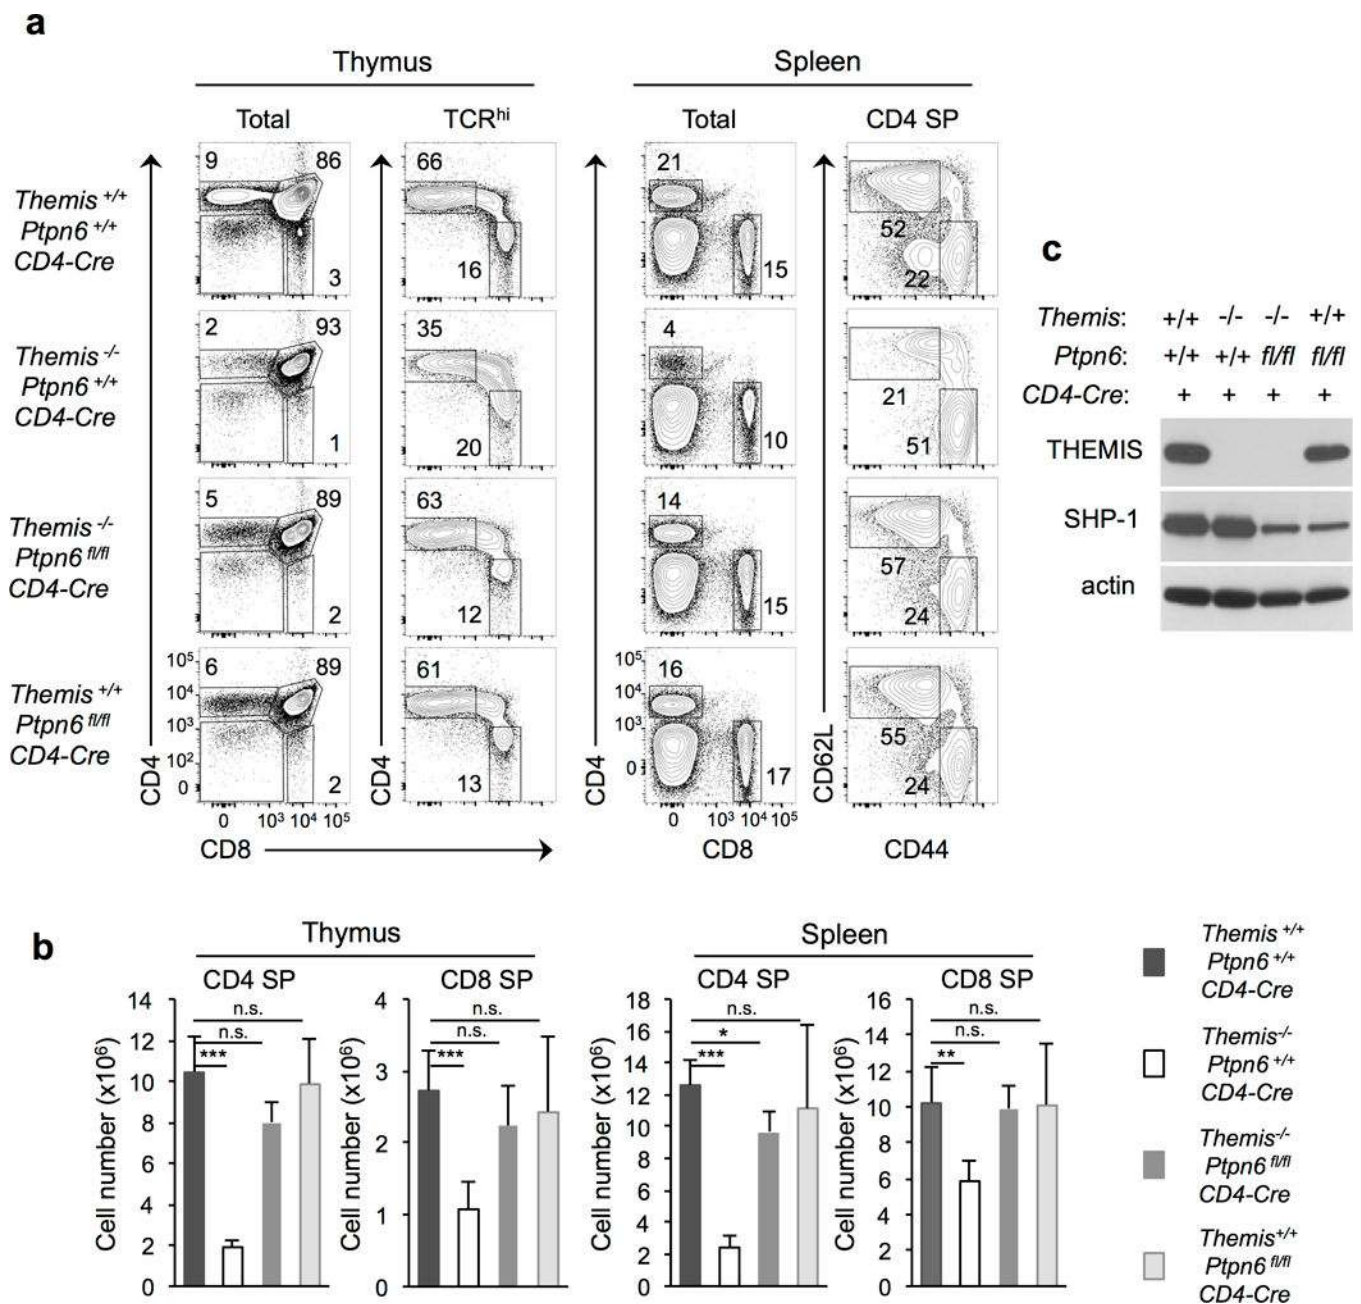 a
Thymus
Spleen
Total
TCRhi
Total
CD4 SP
Themis +/+
Ptpn6 +/+
CD4-Cre
9
86
3
66
16
21
15
52
22
Themis -/-
Ptpn6 +/+
CD4-Cre
2
93
1
35
20
4
10
21
51
Themis -/-
Ptpn6 fl/fl
CD4-Cre
5
89
2
63
12
14
15
57
24
Themis +/+
Ptpn6 fl/fl
CD4-Cre
6
89
2
61
13
16
17
55
24
10⁵
10⁴
10³
10²
0
10⁵
10⁴
10³
10²
0
CD4
CD4
CD4
CD62L
0 10³ 10⁴ 10⁵
0 10³ 10⁴ 10⁵
CD8
CD8
CD44
c
Themis: +/+ -/- -/- +/+
Ptpn6: +/+ +/+ fl/fl fl/fl
CD4-Cre: + + + +
THEMIS
SHP-1
actin
b
Thymus
Spleen
CD4 SP
CD8 SP
CD4 SP
CD8 SP
Cell number (x10⁶)
14
12
10
8
6
4
2
0
n.s.
n.s.
***
Cell number (x10⁶)
4
3
2
1
0
n.s.
n.s.
***
Cell number (x10⁶)
18
16
14
12
10
8
6
4
2
0
n.s.
*
***
Cell number (x10⁶)
16
14
12
10
8
6
4
2
0
n.s.
n.s.
**
Themis +/+
Ptpn6 +/+
CD4-Cre
Themis-/-
Ptpn6 +/+
CD4-Cre
Themis-/-
Ptpn6 fl/fl
CD4-Cre
Themis+/+
Ptpn6 fl/fl
CD4-Cre